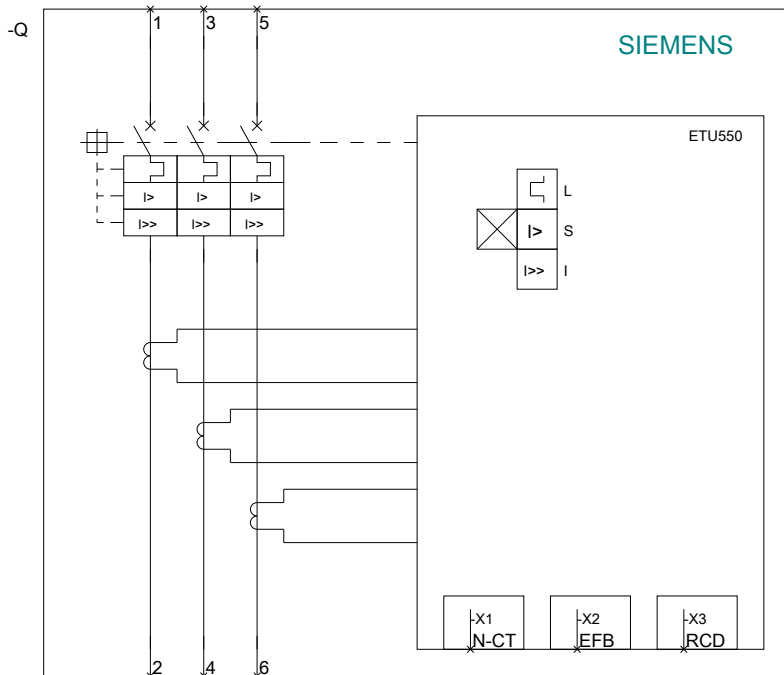 -Q
1 3 5
SIEMENS
ETU550
L
I> I> I>
I> S
I>> I>> I>>
I>> I
-X1 -X2 -X3
N-CT EFB RCD
2 4 6